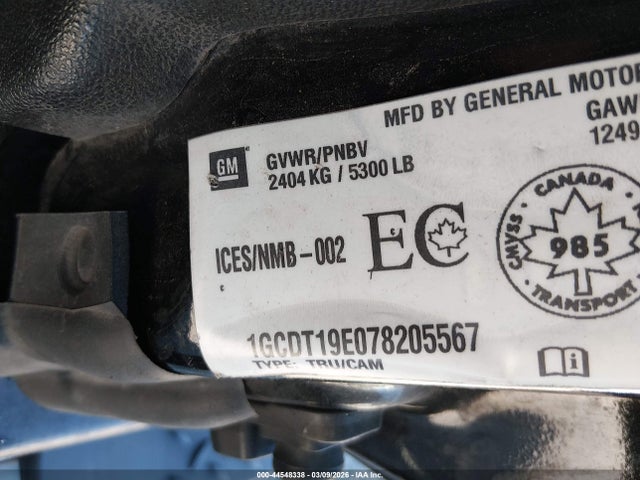 MFD BY GENERAL MOTOR
GAW
1249
GM
GVWR/PNBV
2404 KG / 5300 LB
ICES/NMB-002
EC
CANADA
985
TRANSPORT
1GCDT19E078205567
TYPE: TRU/CAM
i
000-44548338 - 03/09/2026 - IAA Inc.